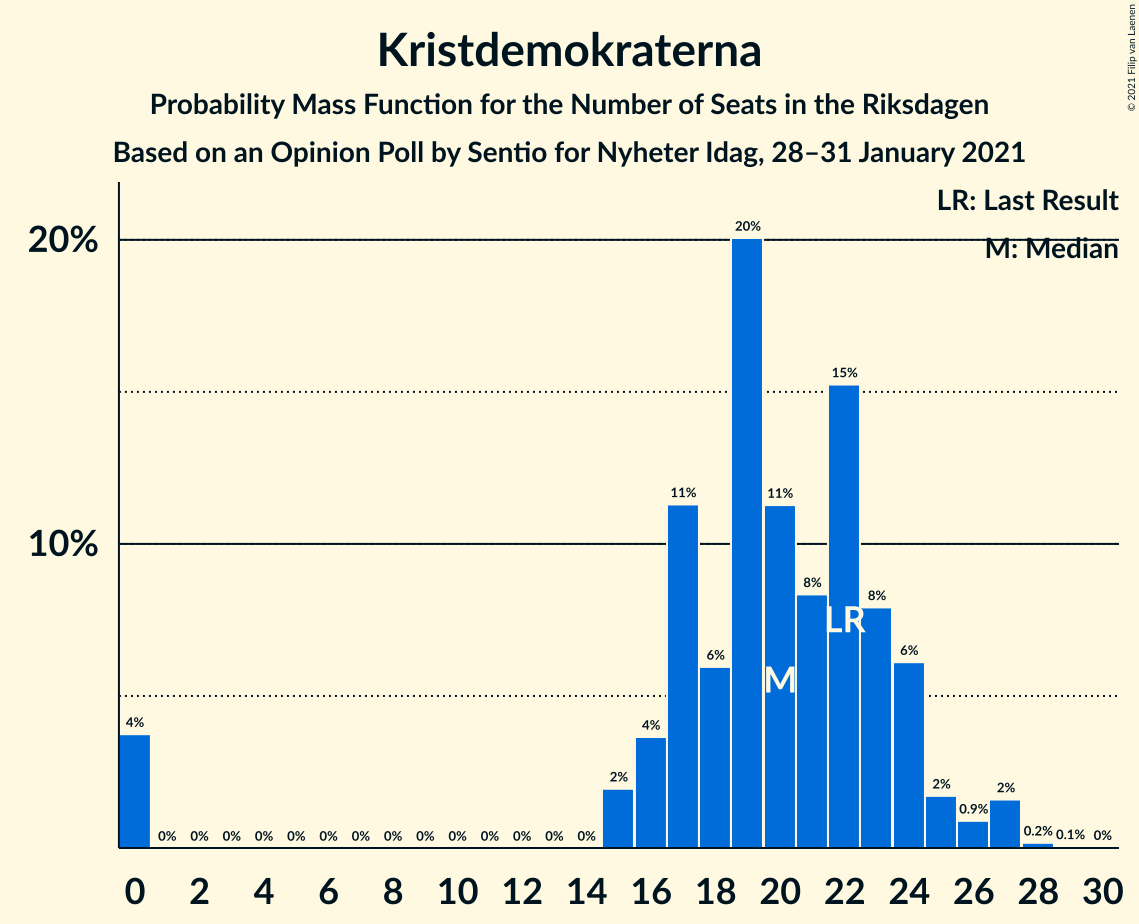 Kristdemokraterna
Probability Mass Function for the Number of Seats in the Riksdagen
Based on an Opinion Poll by Sentio for Nyheter Idag, 28–31 January 2021
© 2021 Filip van Laenen
LR: Last Result
M: Median
20%
10%
4% 0% 0% 0% 0% 0% 0% 0% 0% 0% 0% 0% 0% 0% 0% 2% 4% 11% 6% 20% 11% 8% 15% 8% 6% 2% 0.9% 2% 0.2% 0.1% 0%
LR
M
0 2 4 6 8 10 12 14 16 18 20 22 24 26 28 30